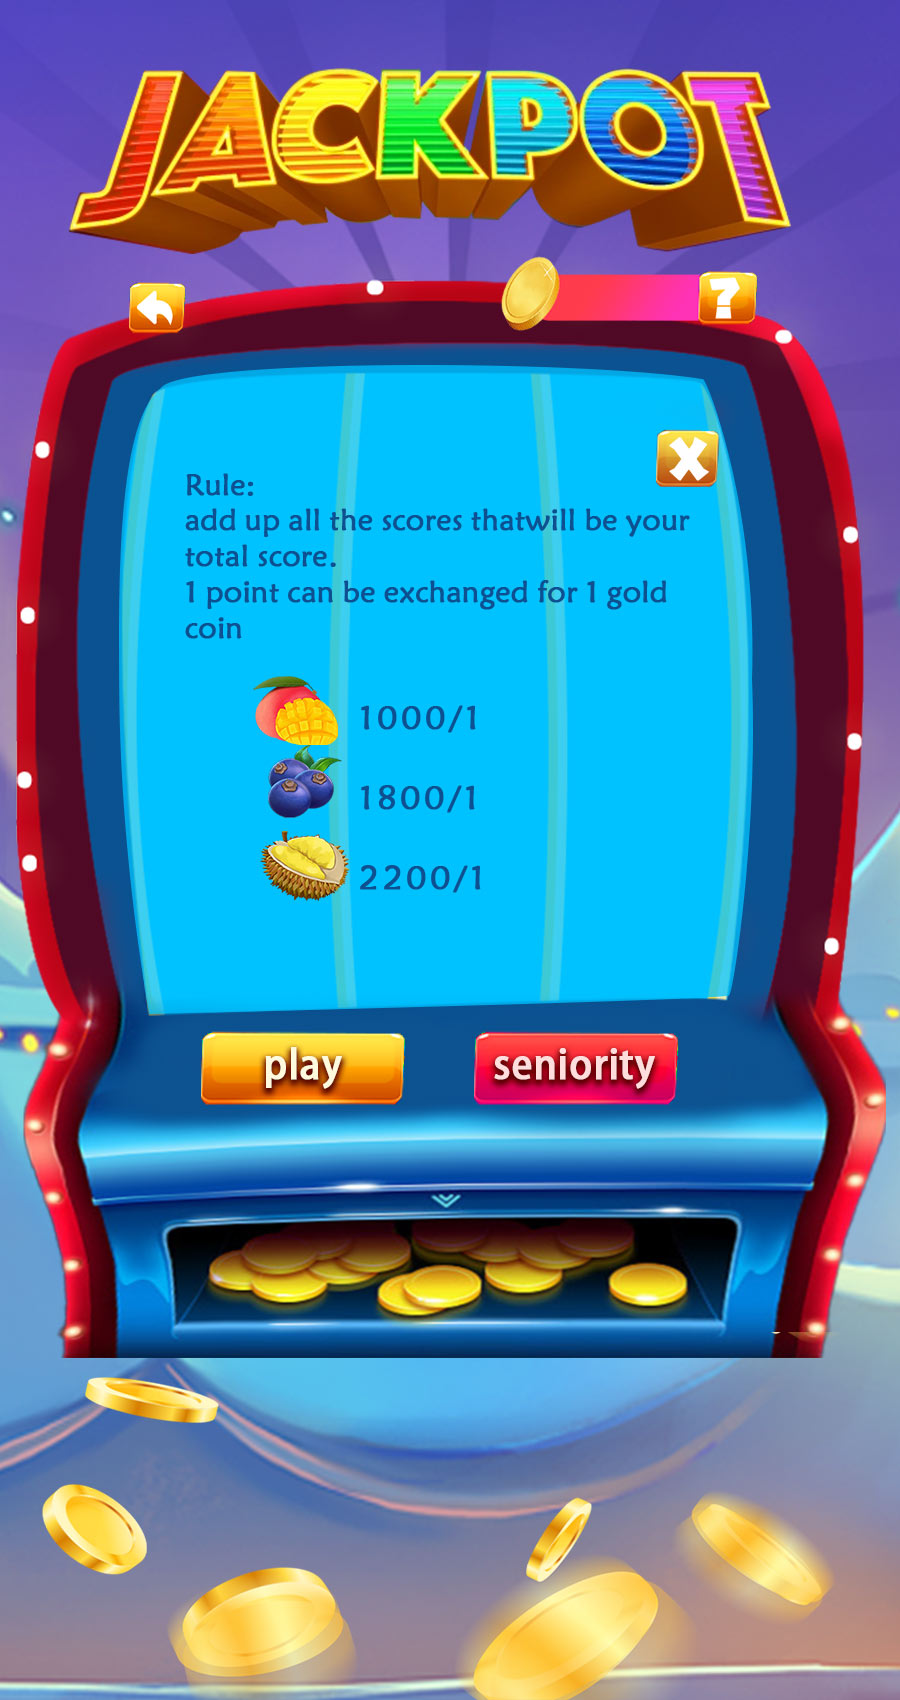 JACKPOT
?
X
Rule:
add up all the scores thatwill be your
total score.
1 point can be exchanged for 1 gold
coin
1000/1
1800/1
2200/1
play
seniority